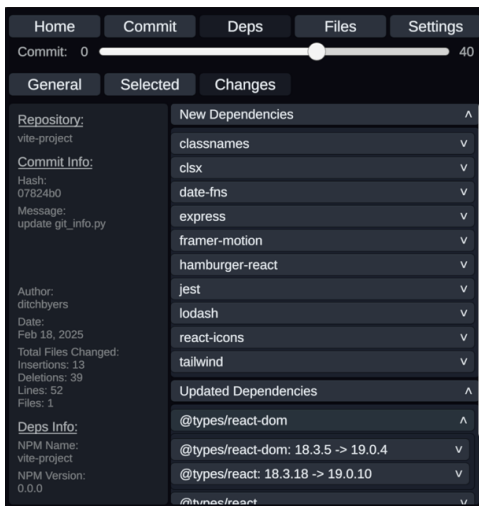 Home Commit Deps Files Settings
Commit: 0 40
General Selected Changes
Repository:
vite-project
Commit Info:
Hash:
07824b0
Message:
update git_info.py
Author:
ditchbyers
Date:
Feb 18, 2025
Total Files Changed:
Insertions: 13
Deletions: 39
Lines: 52
Files: 1
Deps Info:
NPM Name:
vite-project
NPM Version:
0.0.0
New Dependencies ʌ
classnames v
clsx v
date-fns v
express v
framer-motion v
hamburger-react v
jest v
lodash v
react-icons v
tailwind v
Updated Dependencies ʌ
@types/react-dom ʌ
@types/react-dom: 18.3.5 -> 19.0.4 v
@types/react: 18.3.18 -> 19.0.10 v
@types/react v